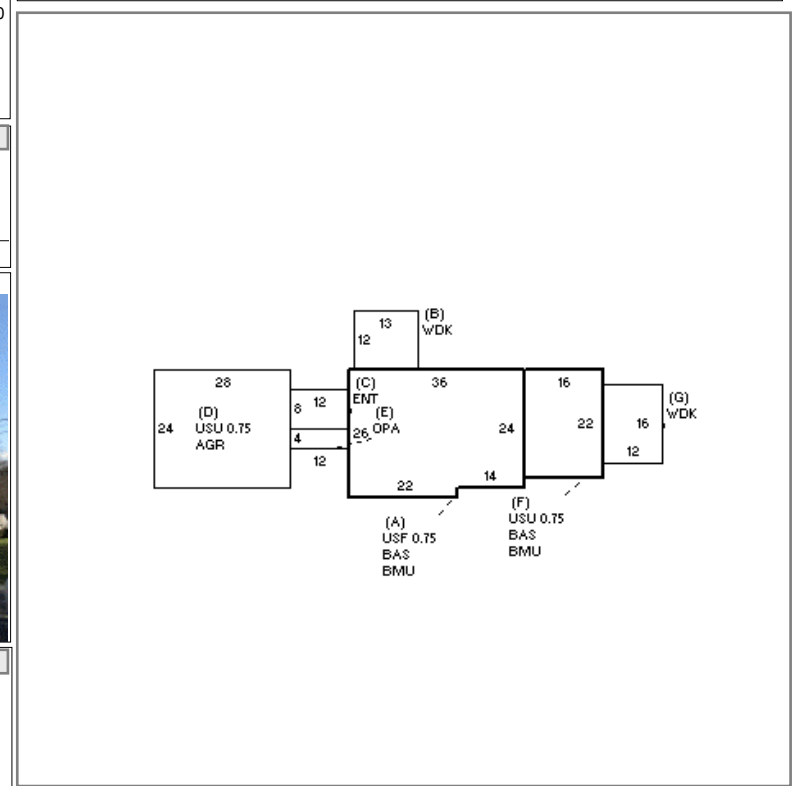 (B)
WDK
13
12
28
24
(D)
USU 0.75
AGR
8
12
4
12
(C)
ENT
36
(E)
OPA
26
24
22
14
16
22
(G)
WDK
16
12
(A)
USF 0.75
BAS
BMU
(F)
USU 0.75
BAS
BMU